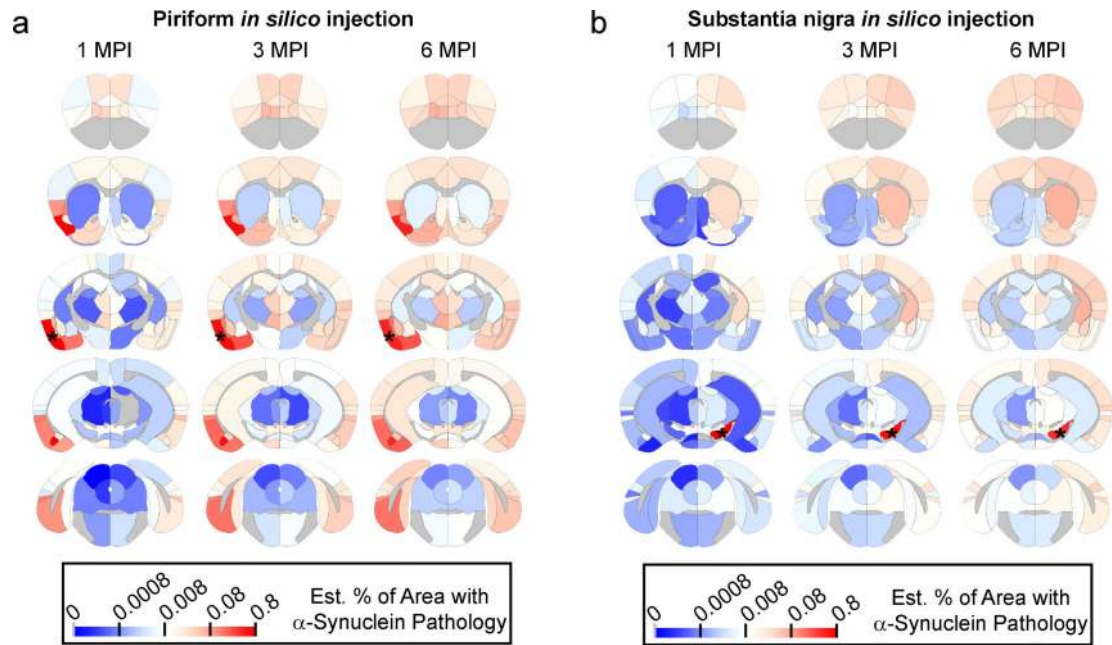 a
Piriform in silico injection
1 MPI 3 MPI 6 MPI
*
*
*
0 0.0008 0.008 0.08 0.8
Est. % of Area with
α-Synuclein Pathology
b
Substantia nigra in silico injection
1 MPI 3 MPI 6 MPI
*
*
*
0 0.0008 0.008 0.08 0.8
Est. % of Area with
α-Synuclein Pathology